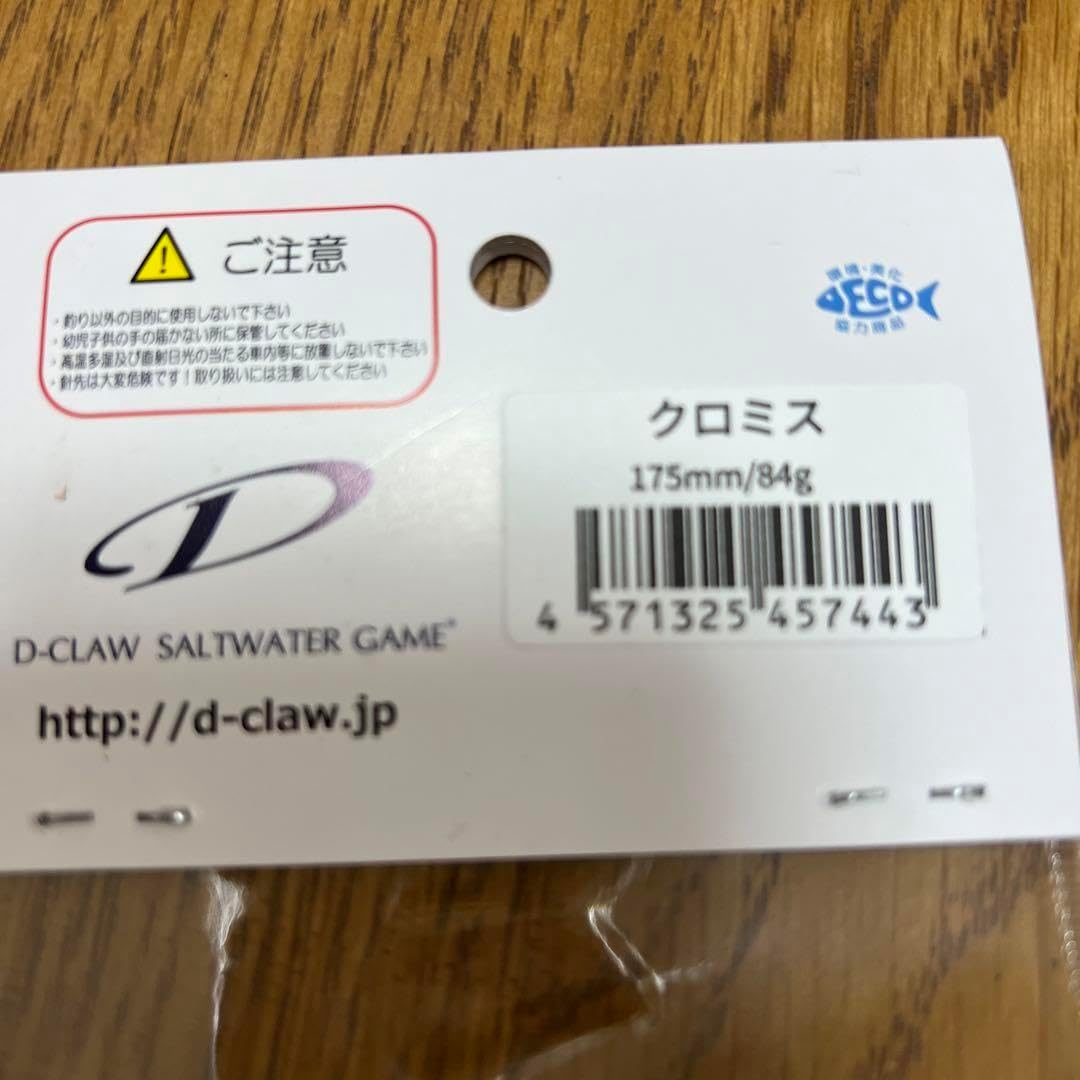 ご注意
・釣り以外の目的に使用しないで下さい
・幼児子供の手の届かない所に保管してください
・高温多湿及び直射日光の当たる車内等に放置しないで下さい
・針先は大変危険です！取り扱いには注意してください
環境・美化
ECO
協力商品
クロミス
175mm/84g
4 571325 457443
D-CLAW SALTWATER GAME
http://d-claw.jp